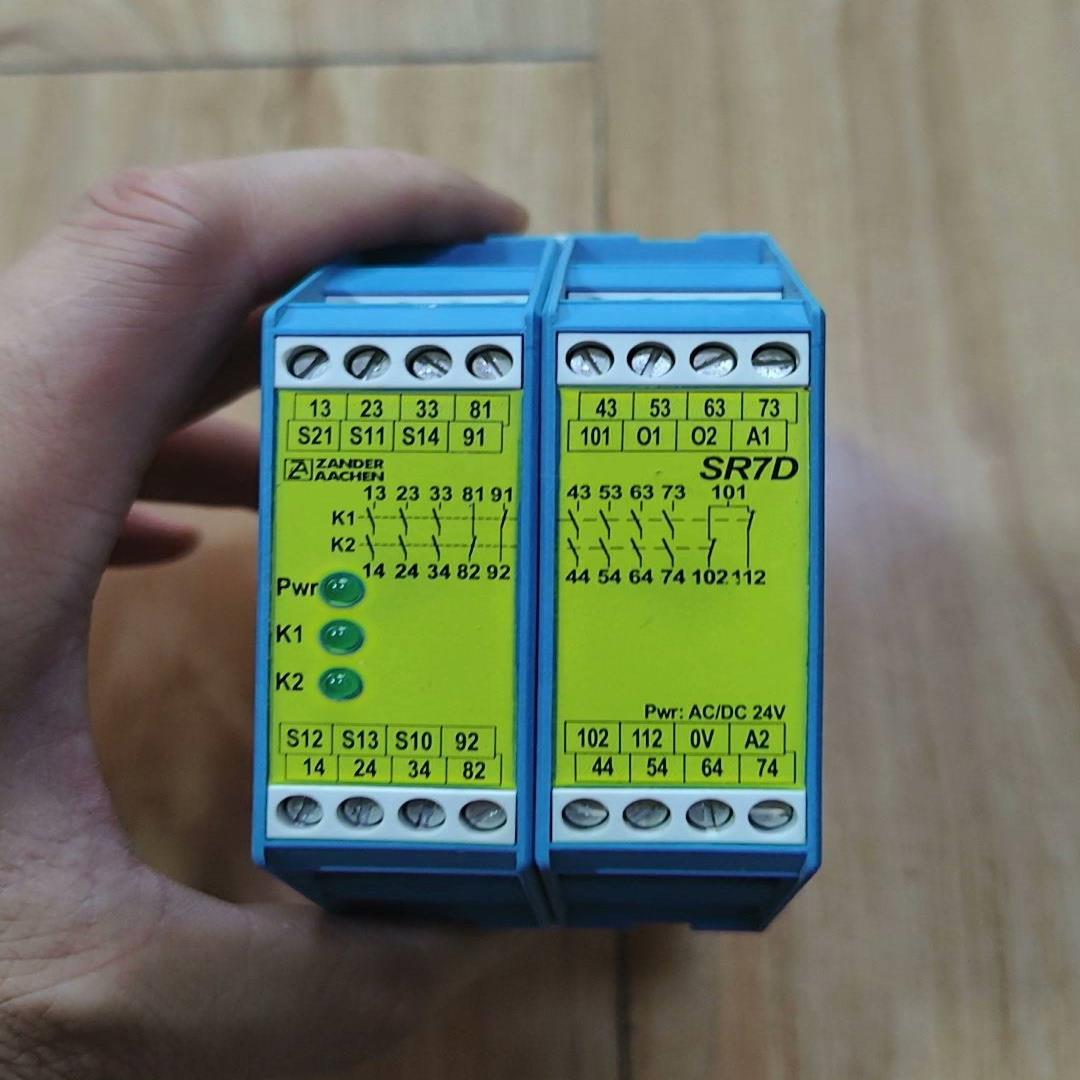 13 23 33 81
S21 S11 S14 91
ZANDER
AACHEN
13 23 33 81 91
K1
K2
14 24 34 82 92
Pwr
K1
K2
S12 S13 S10 92
14 24 34 82
43 53 63 73
101 O1 O2 A1
SR7D
43 53 63 73 101
44 54 64 74 102 112
Pwr: AC/DC 24V
102 112 0V A2
44 54 64 74